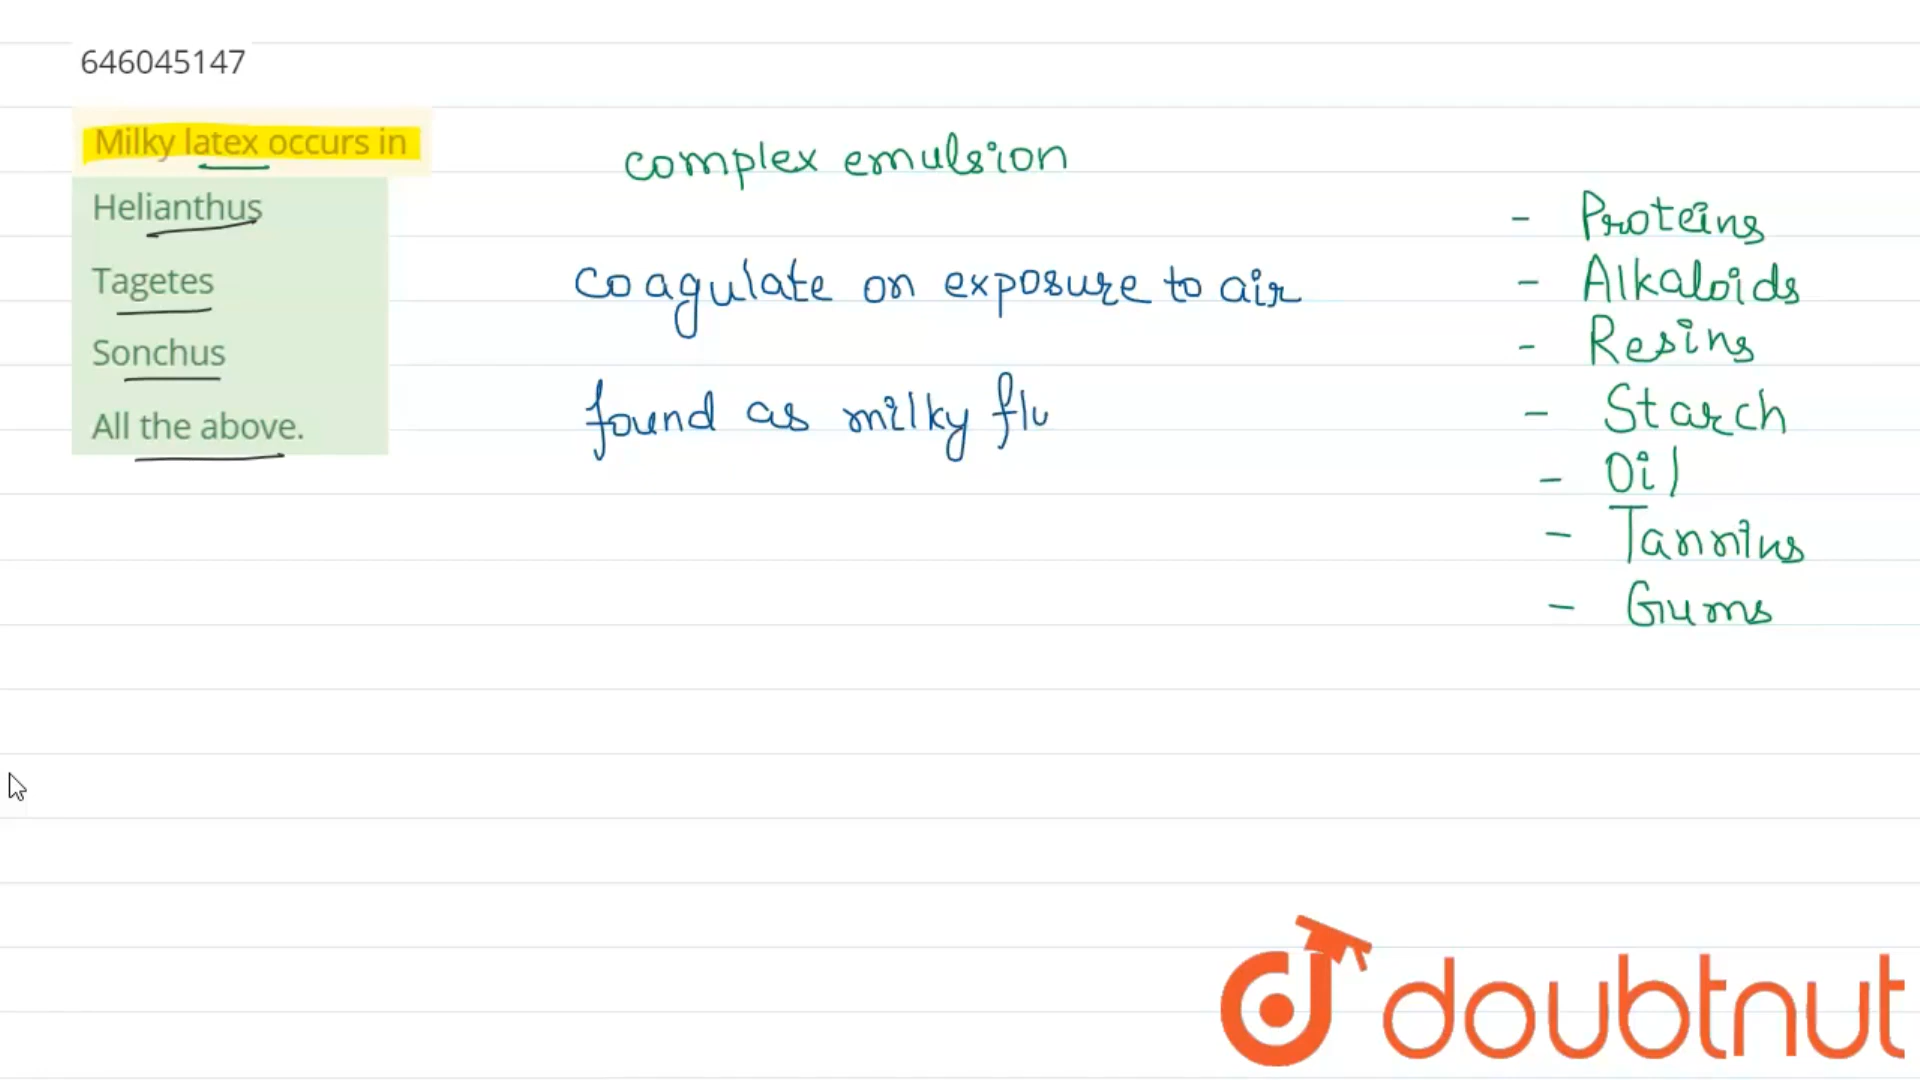 646045147
Milky latex occurs in
Helianthus
Tagetes
Sonchus
All the above.
complex emulsion
coagulate on exposure to air
found as milky flu
- Proteins
- Alkaloids
- Resins
- Starch
- Oil
- Tannins
- Gums
doubtnut